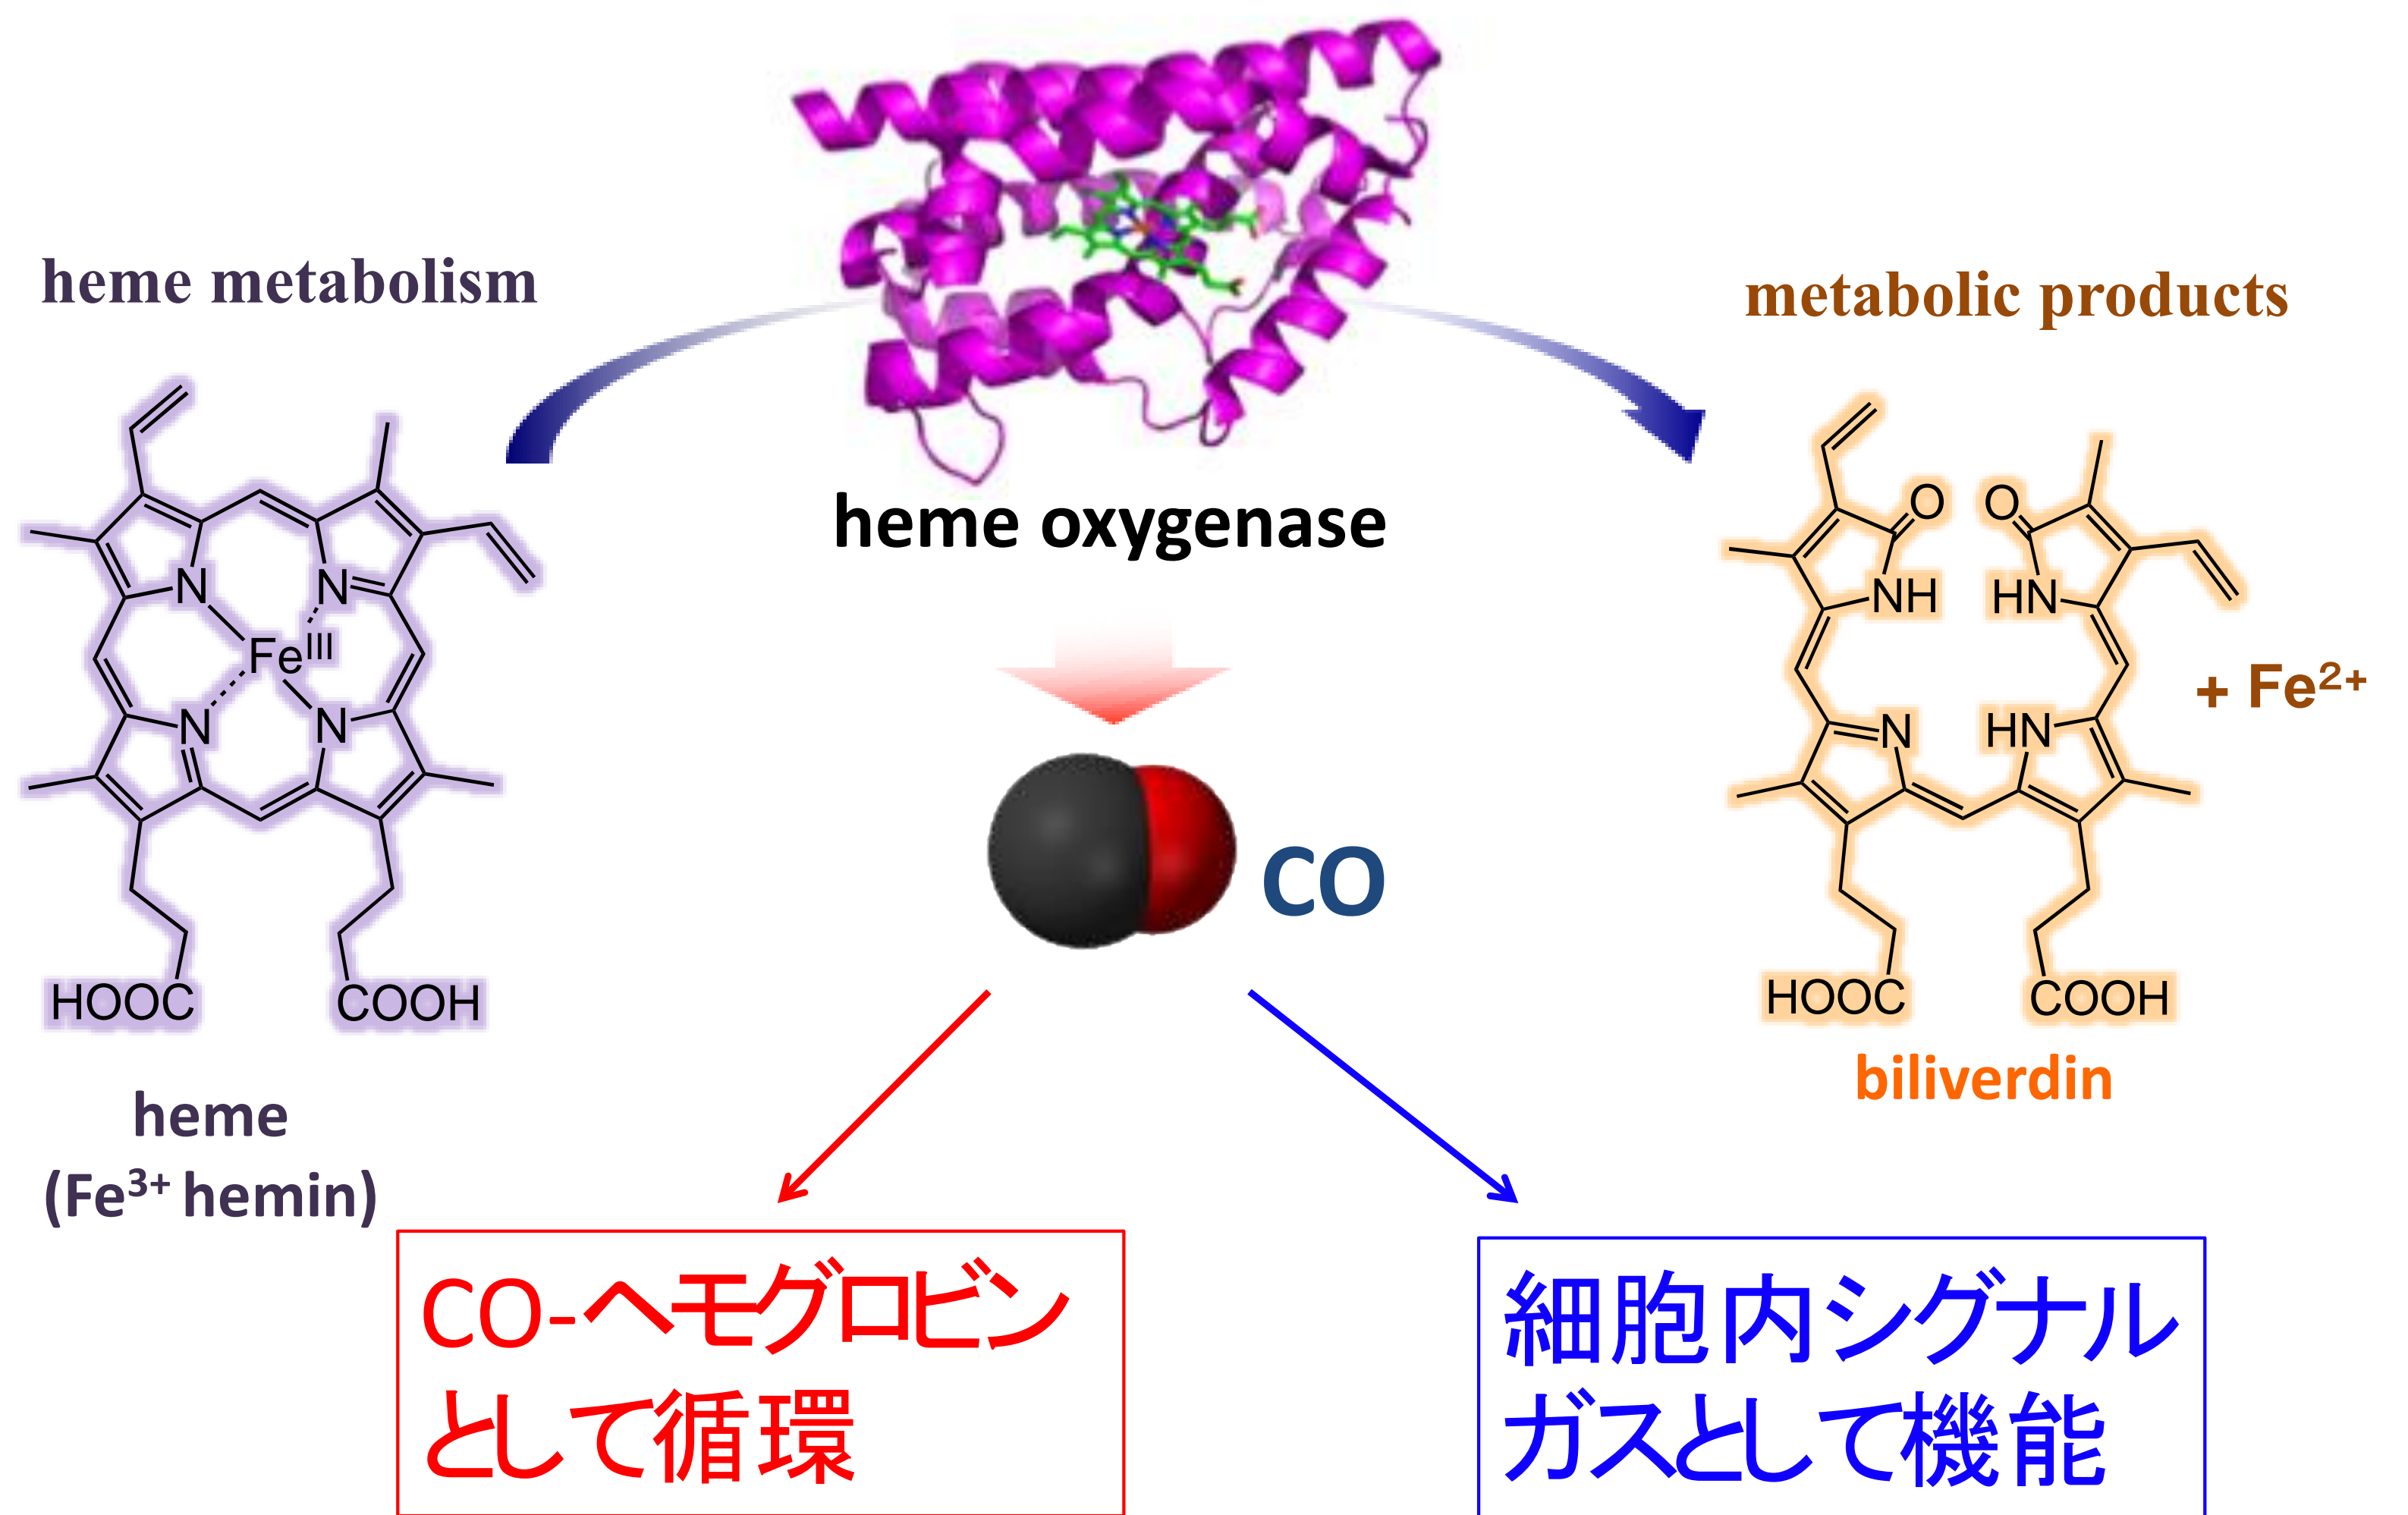 heme metabolism
metabolic products
heme oxygenase
N
N
Fe III
N
N
HOOC
COOH
heme
(Fe³⁺ hemin)
CO
O
O
NH
HN
N
HN
+ Fe²⁺
HOOC
COOH
biliverdin
CO-ヘモグロビン
として循環
細胞内シグナル
ガスとして機能